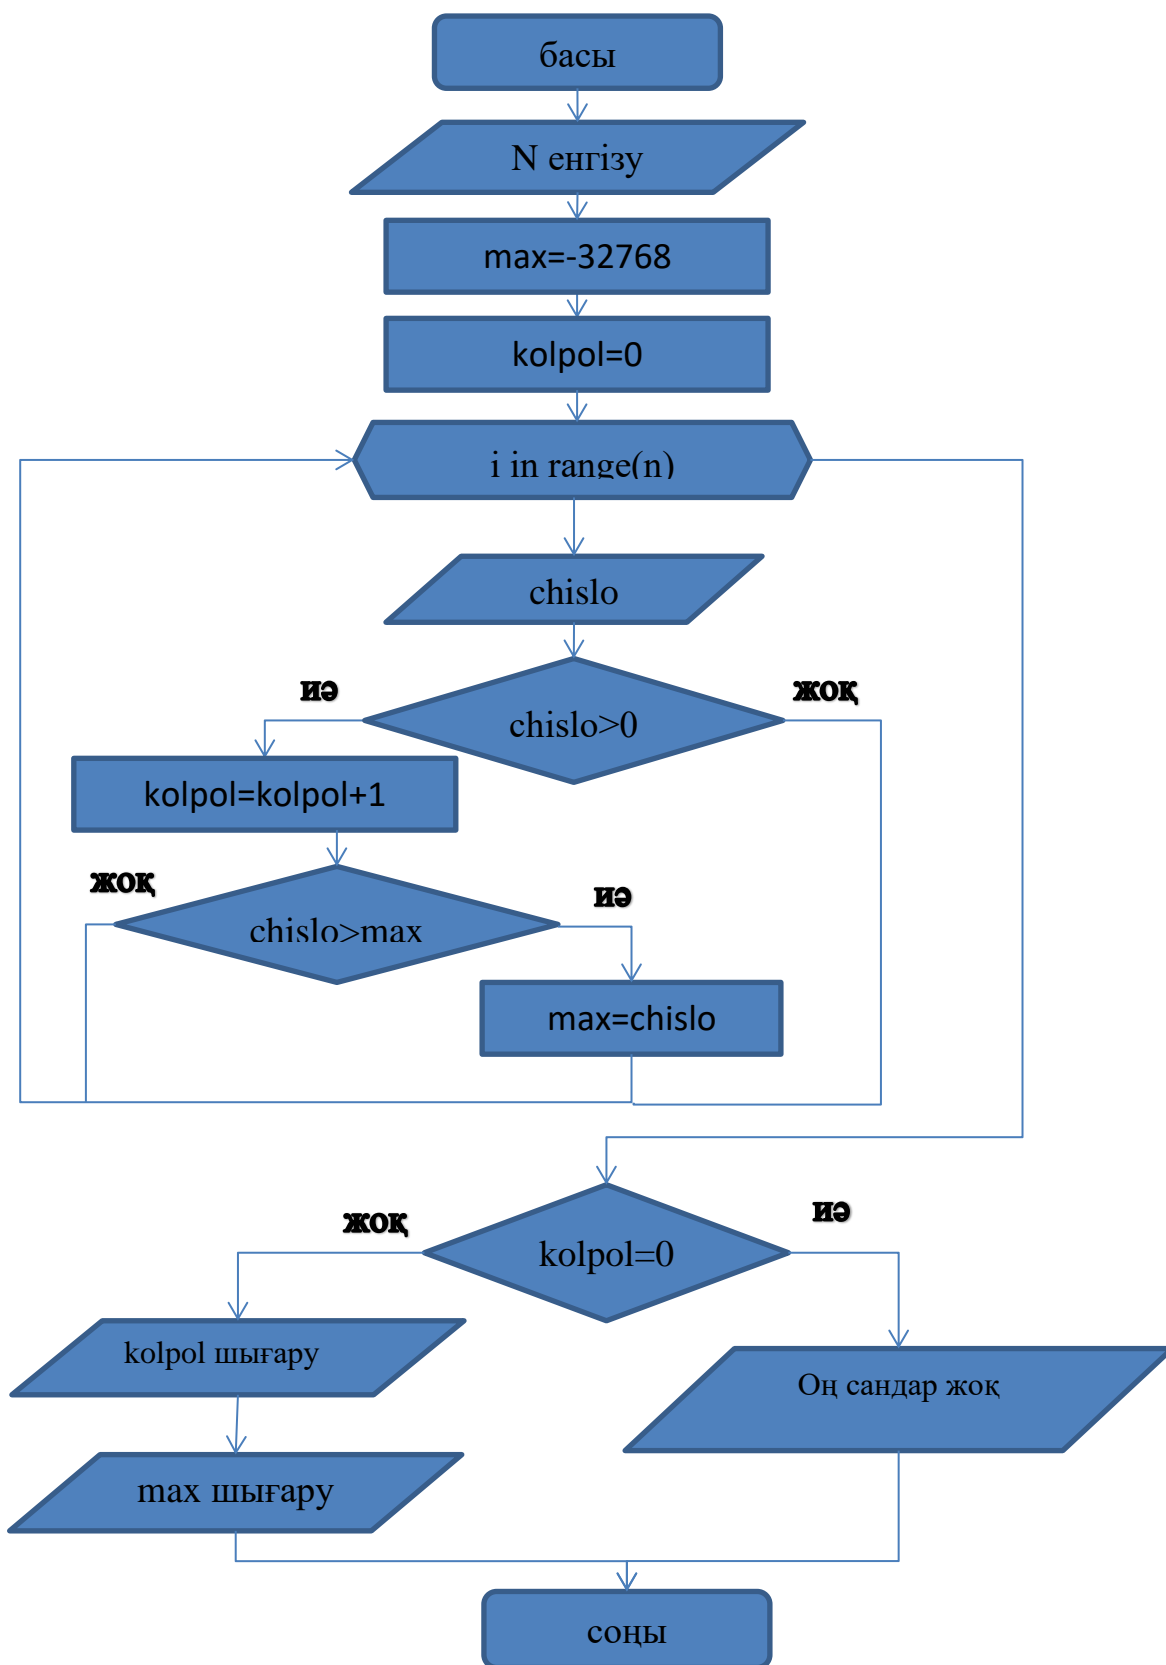 басы
N енгізу
max=-32768
kolpol=0
i in range(n)
chislo
иә
жоқ
chislo>0
kolpol=kolpol+1
жоқ
иә
chislo>max
max=chislo
жоқ
иә
kolpol=0
kolpol шығару
Оң сандар жоқ
max шығару
соңы